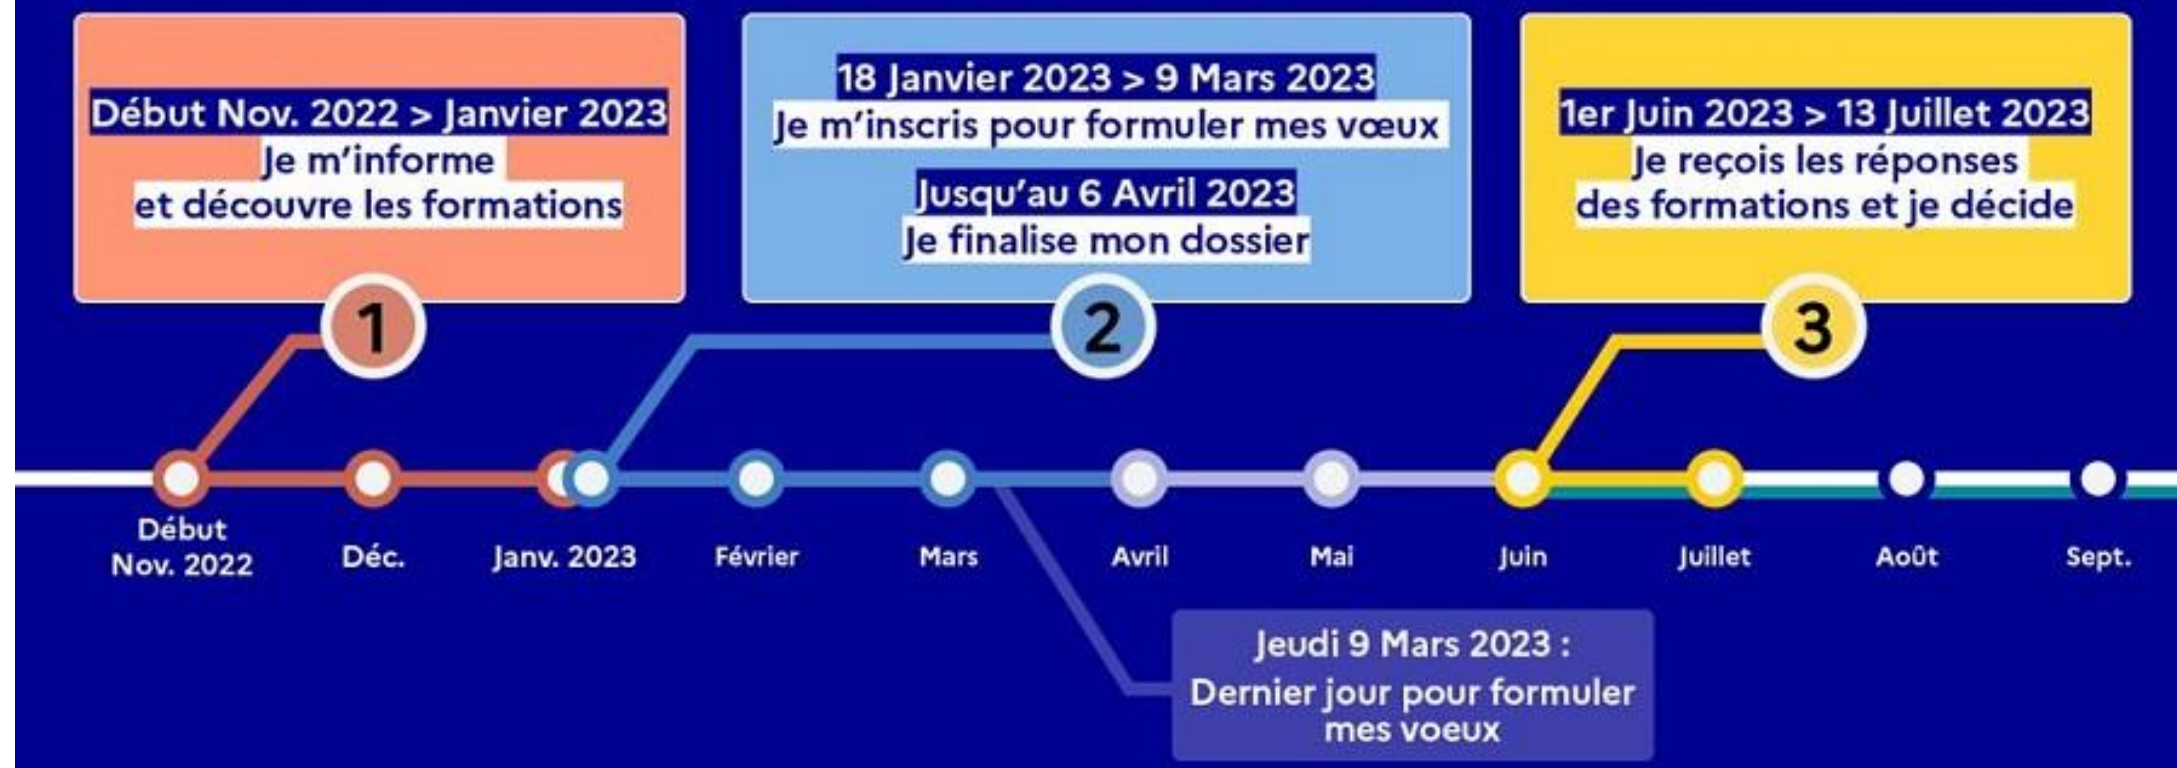 Début Nov. 2022 > Janvier 2023
Je m'informe
et découvre les formations
1
18 Janvier 2023 > 9 Mars 2023
Je m'inscris pour formuler mes vœux
Jusqu'au 6 Avril 2023
Je finalise mon dossier
2
1er Juin 2023 > 13 Juillet 2023
Je reçois les réponses
des formations et je décide
3
Début
Nov. 2022
Déc.
Janv. 2023
Février
Mars
Avril
Mai
Juin
Juillet
Août
Sept.
Jeudi 9 Mars 2023 :
Dernier jour pour formuler
mes voeux